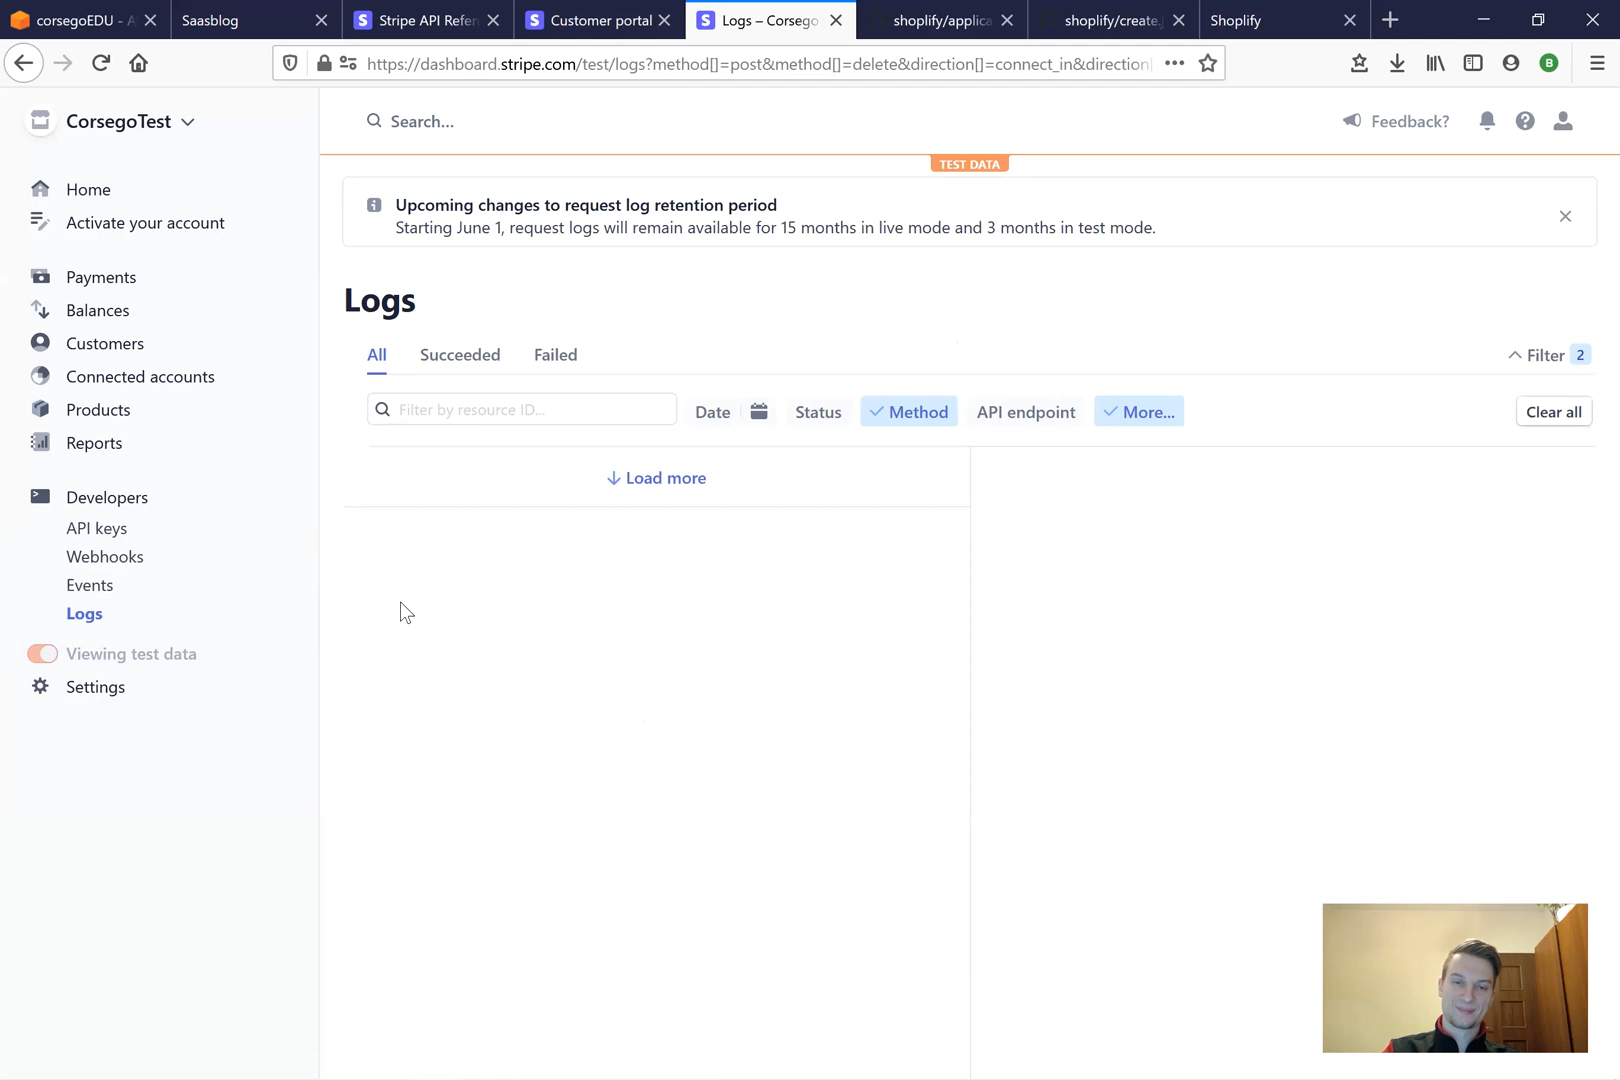 corsegoEDU - A
Saasblog
Stripe API Refer
Customer portal
Logs – Corsego
shoplify/applica
shoplify/create.j
Shoplify
https://dashboard.stripe.com/test/logs?method[]=post&method[]=delete&direction[]=connect_in&direction[
B
CorsegoTest
Search...
Feedback?
TEST DATA
Home
Activate your account
Payments
Balances
Customers
Connected accounts
Products
Reports
Developers
API keys
Webhooks
Events
Logs
Viewing test data
Settings
Upcoming changes to request log retention period
Starting June 1, request logs will remain available for 15 months in live mode and 3 months in test mode.
Logs
All Succeeded Failed
Filter 2
Filter by resource ID... Date Status Method API endpoint More... Clear all
Load more